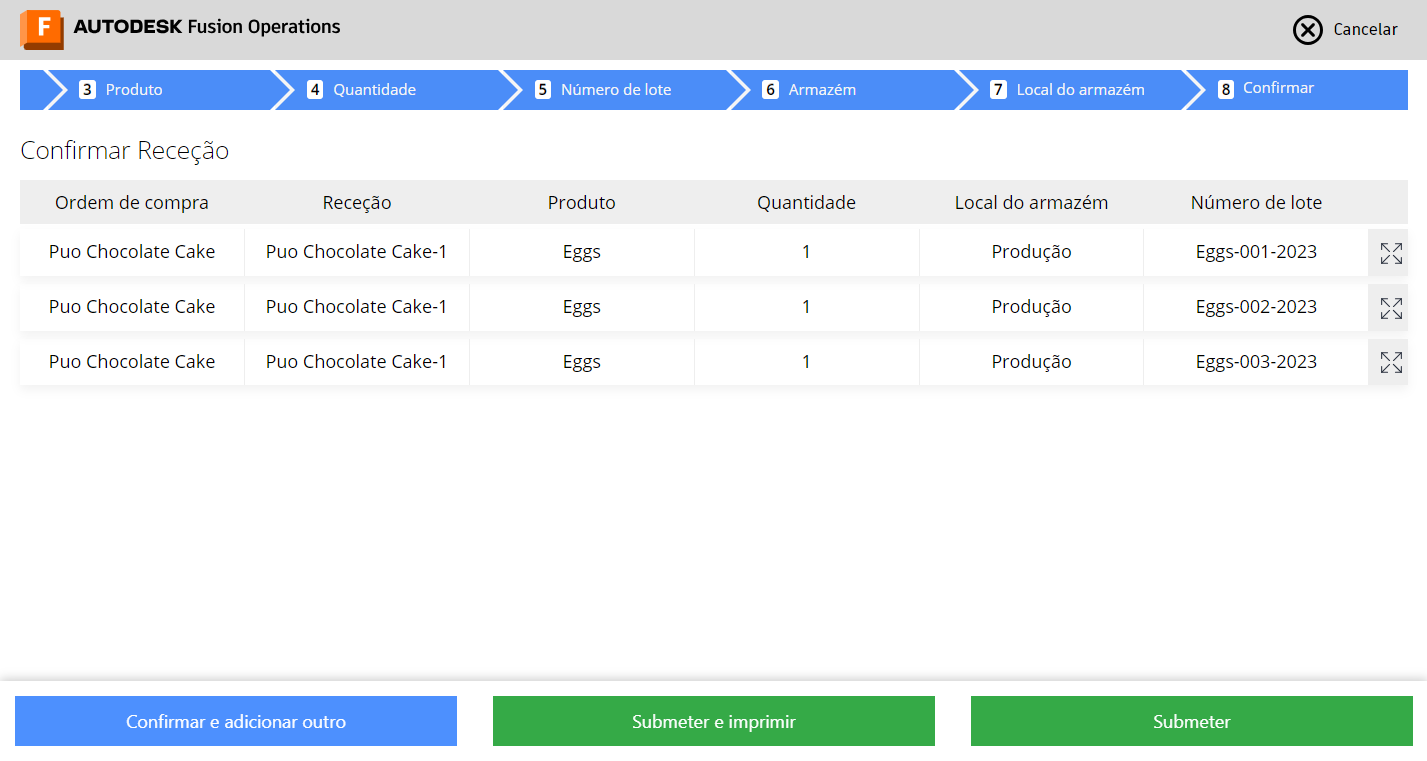 F AUTODESK Fusion Operations
Cancelar
3 Produto 4 Quantidade 5 Número de lote 6 Armazém 7 Local do armazém 8 Confirmar
Confirmar Receção
Ordem de compra Receção Produto Quantidade Local do armazém Número de lote
Puo Chocolate Cake Puo Chocolate Cake-1 Eggs 1 Produção Eggs-001-2023
Puo Chocolate Cake Puo Chocolate Cake-1 Eggs 1 Produção Eggs-002-2023
Puo Chocolate Cake Puo Chocolate Cake-1 Eggs 1 Produção Eggs-003-2023
Confirmar e adicionar outro Submeter e imprimir Submeter